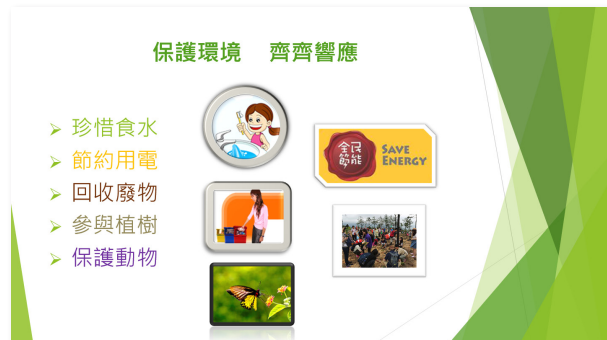 保護環境 齊齊響應
珍惜食水
節約用電
回收廢物
參與植樹
保護動物
全民節能
SAVE
ENERGY